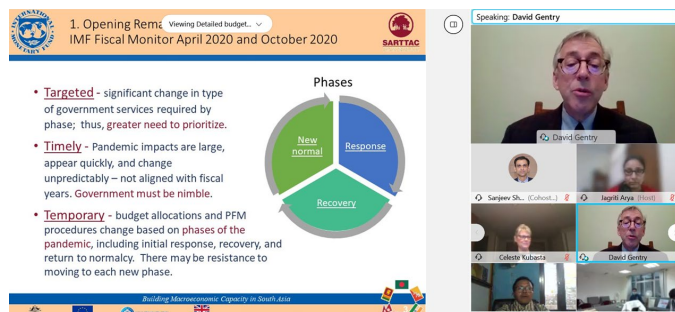 1. Opening Rema
Viewing Detailed budget...
IMF Fiscal Monitor April 2020 and October 2020
SARTTAC
Phases
• Targeted - significant change in type
of government services required by
phase; thus, greater need to prioritize.
• Timely - Pandemic impacts are large,
appear quickly, and change
unpredictably – not aligned with fiscal
years. Government must be nimble.
• Temporary - budget allocations and PFM
procedures change based on phases of the
pandemic, including initial response, recovery, and
return to normalcy. There may be resistance to
moving to each new phase.
New
normal
Response
Recovery
Building Macroeconomic Capacity in South Asia
Speaking: David Gentry
David Gentry
Sanjeev Sh... (Cohost...)
Jagriti Arya (Host)
Celeste Kubasta
David Gentry